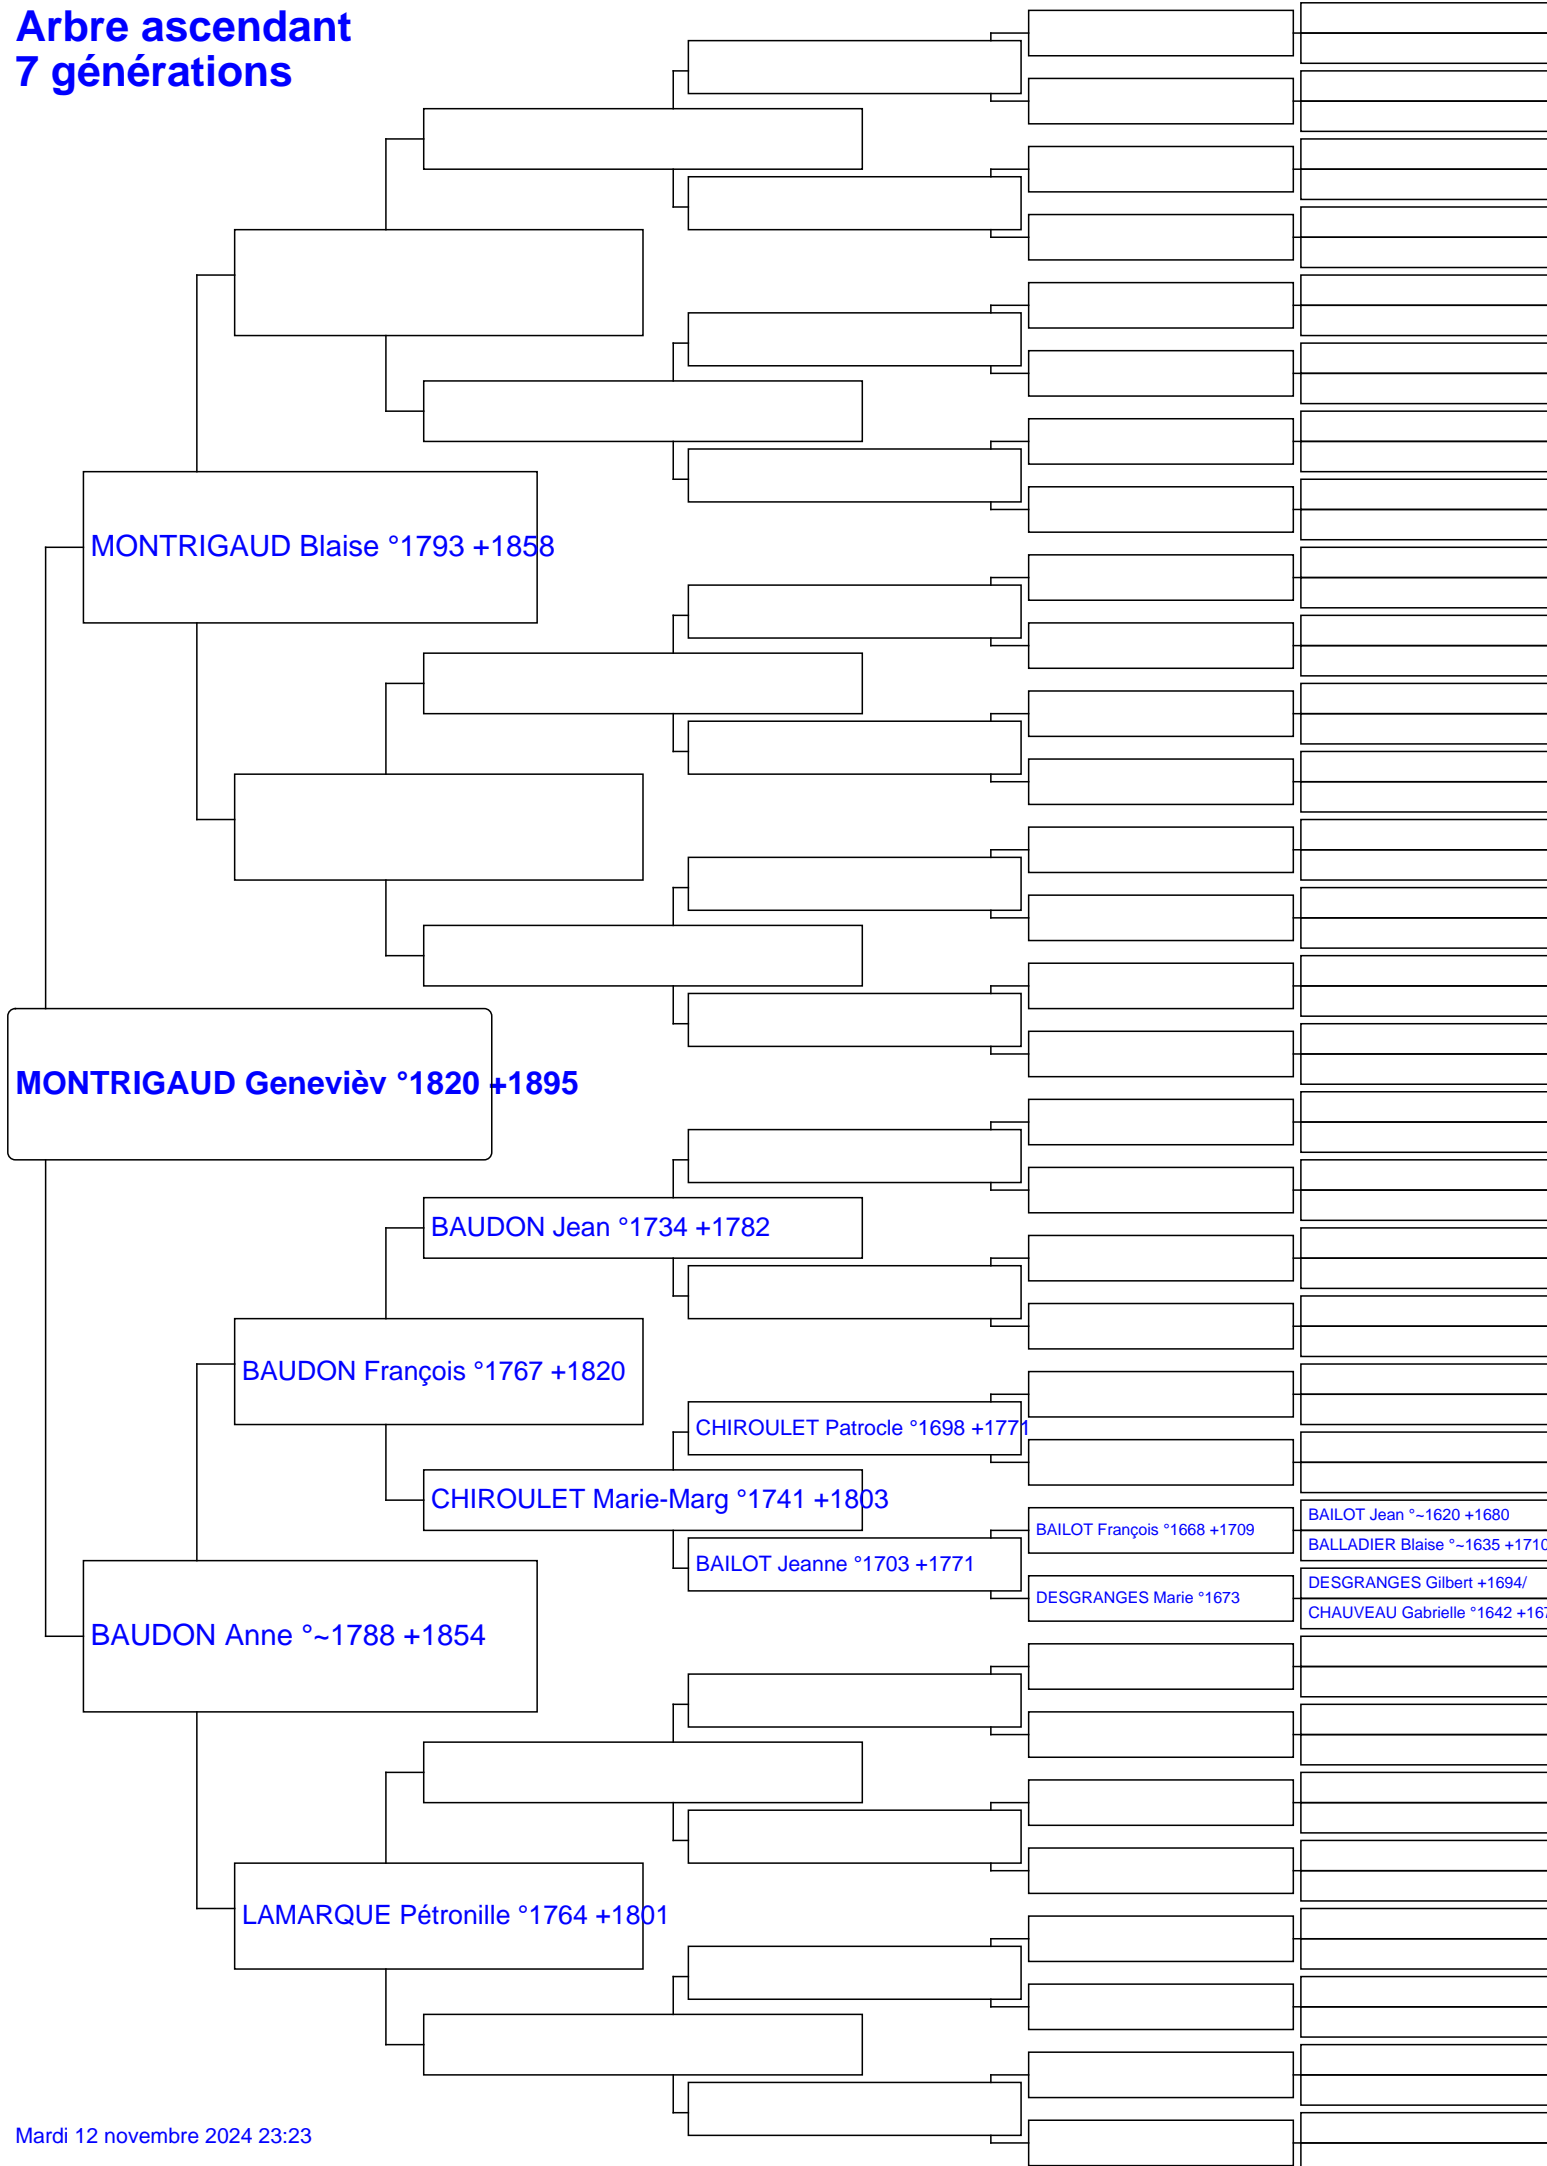 Arbre ascendant
7 générations
MONTRIGAUD Blaise °1793 +1858
MONTRIGAUD Genevièv °1820 +1895
BAUDON Jean °1734 +1782
BAUDON François °1767 +1820
CHIROULET Patrocle °1698 +1771
CHIROULET Marie-Marg °1741 +1803
BAILOT Jeanne °1703 +1771
BAILOT François °1668 +1709
BAILOT Jean °~1620 +1680
BALLADIER Blaise °~1635 +1710
DESGRANGES Marie °1673
DESGRANGES Gilbert +1694/
CHAUVEAU Gabrielle °1642 +167
BAUDON Anne °~1788 +1854
LAMARQUE Pétronille °1764 +1801
Mardi 12 novembre 2024 23:23